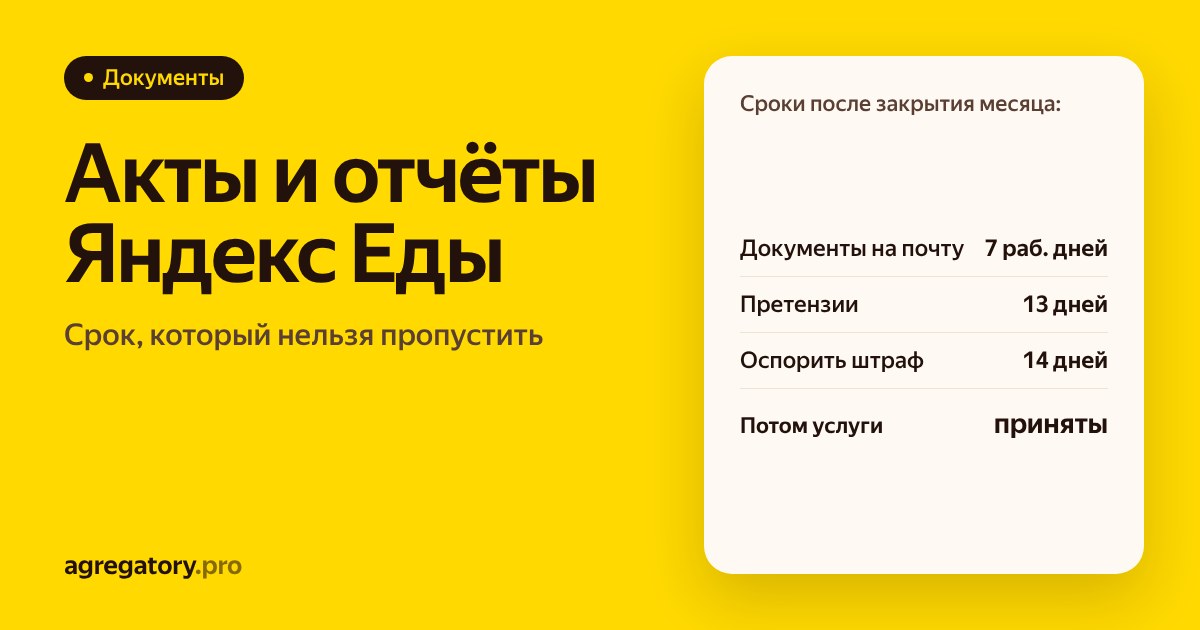 Документы
Акты и отчёты
Яндекс Еды
Срок, который нельзя пропустить
agregatory.pro
Сроки после закрытия месяца:
Документы на почту 7 раб. дней
Претензии 13 дней
Оспорить штраф 14 дней
Потом услуги приняты